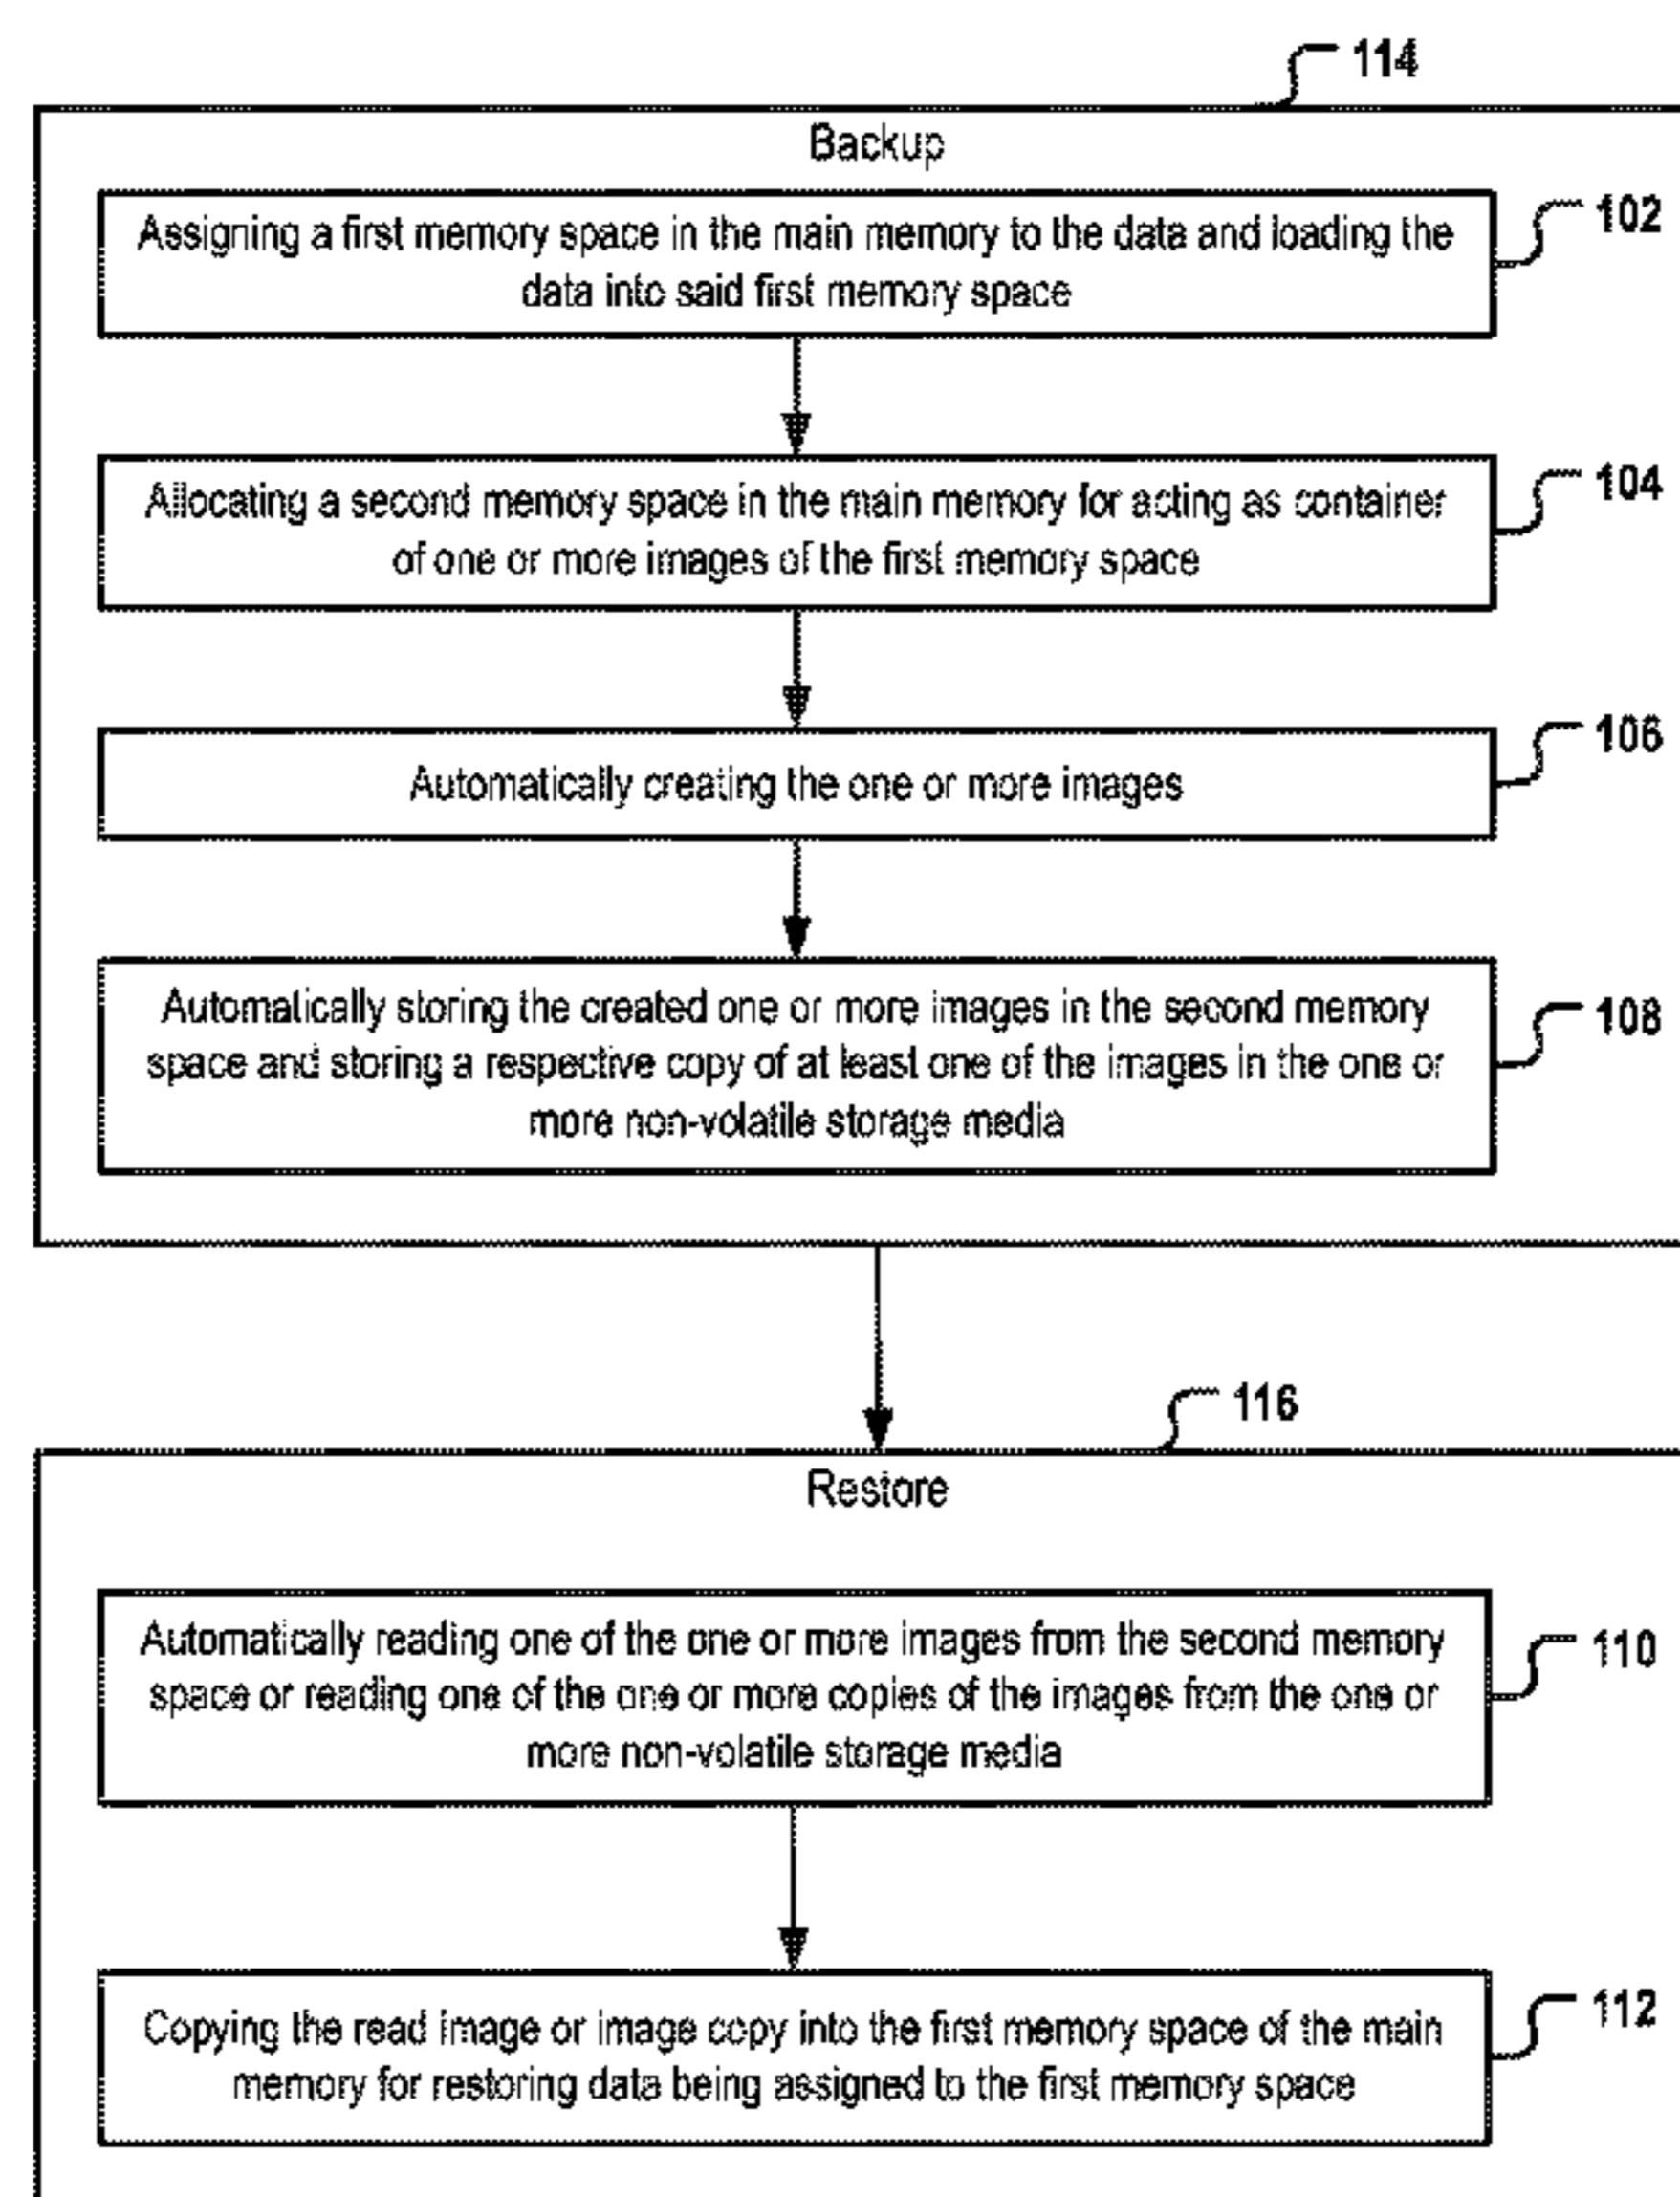 114
Backup
Assigning a first memory space in the main memory to the data and loading the
data into said first memory space
102
Allocating a second memory space in the main memory for acting as container
of one or more images of the first memory space
104
Automatically creating the one or more images
106
Automatically storing the created one or more images in the second memory
space and storing a respective copy of at least one of the images in the one or
more non-volatile storage media
108
116
Restore
Automatically reading one of the one or more images from the second memory
space or reading one of the one or more copies of the images from the one or
more non-volatile storage media
110
Copying the read image or image copy into the first memory space of the main
memory for restoring data being assigned to the first memory space
112